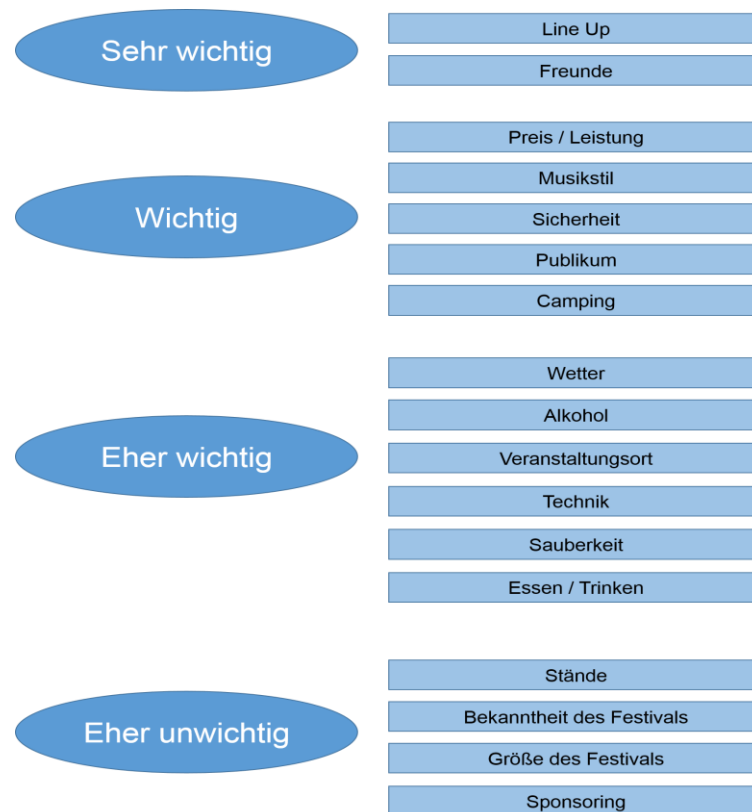 Sehr wichtig
Line Up
Freunde
Wichtig
Preis / Leistung
Musikstil
Sicherheit
Publikum
Camping
Eher wichtig
Wetter
Alkohol
Veranstaltungsort
Technik
Sauberkeit
Essen / Trinken
Eher unwichtig
Stände
Bekanntheit des Festivals
Größe des Festivals
Sponsoring